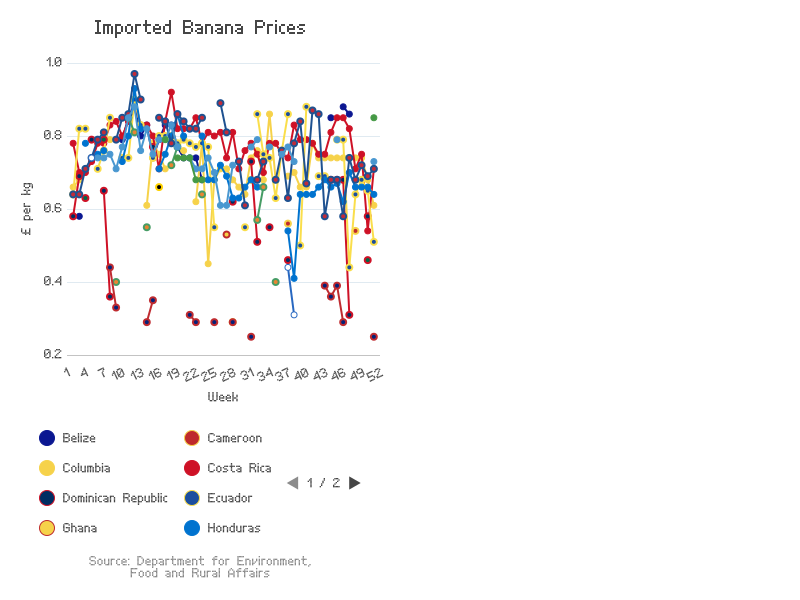 Imported Banana Prices
1.0
0.8
0.6
0.4
0.2
£ per kg
1 4 7 10 13 16 19 22 25 28 31 34 37 40 43 46 49 52
Week
Belize Cameroon
Columbia Costa Rica
1 / 2
Dominican Republic Ecuador
Ghana Honduras
Source: Department for Environment,
Food and Rural Affairs